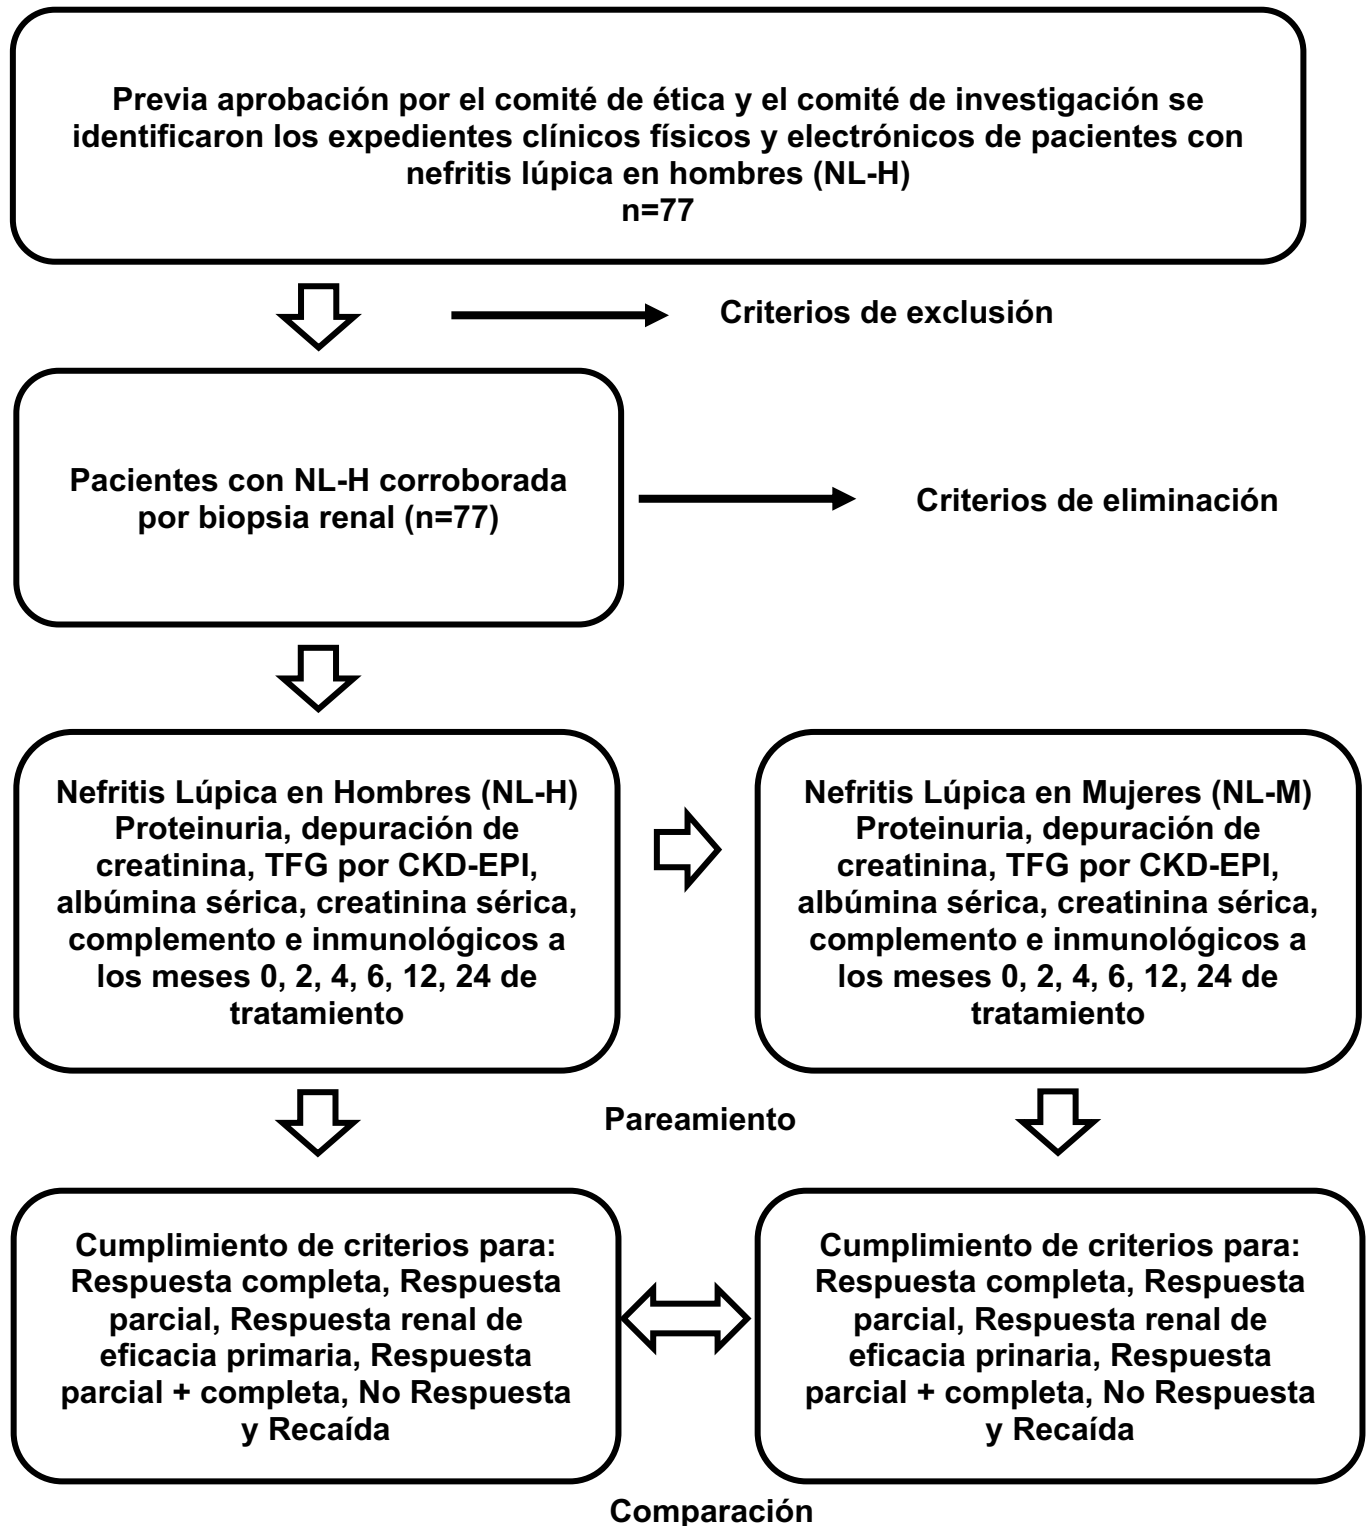 Previa aprobación por el comité de ética y el comité de investigación se
identificaron los expedientes clínicos físicos y electrónicos de pacientes con
nefritis lúpica en hombres (NL-H)
n=77
Criterios de exclusión
Pacientes con NL-H corroborada
por biopsia renal (n=77)
Criterios de eliminación
Nefritis Lúpica en Hombres (NL-H)
Proteinuria, depuración de
creatinina, TFG por CKD-EPI,
albúmina sérica, creatinina sérica,
complemento e inmunológicos a
los meses 0, 2, 4, 6, 12, 24 de
tratamiento
Nefritis Lúpica en Mujeres (NL-M)
Proteinuria, depuración de
creatinina, TFG por CKD-EPI,
albúmina sérica, creatinina sérica,
complemento e inmunológicos a
los meses 0, 2, 4, 6, 12, 24 de
tratamiento
Pareamiento
Cumplimiento de criterios para:
Respuesta completa, Respuesta
parcial, Respuesta renal de
eficacia primaria, Respuesta
parcial + completa, No Respuesta
y Recaída
Cumplimiento de criterios para:
Respuesta completa, Respuesta
parcial, Respuesta renal de
eficacia prinaria, Respuesta
parcial + completa, No Respuesta
y Recaída
Comparación